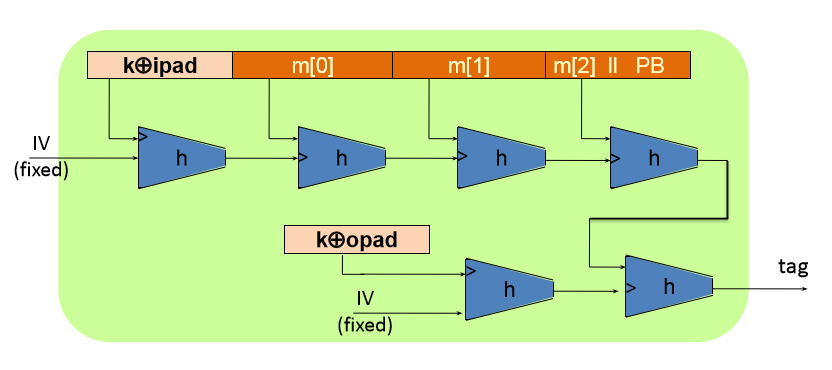 k⊕ipad m[0] m[1] m[2] ll PB
IV
(fixed)
h h h h
k⊕opad
tag
IV
(fixed)
h h